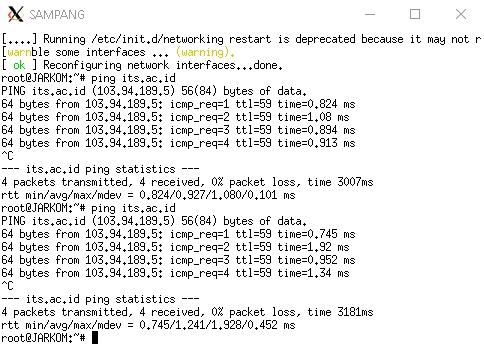 SAMPANG
[....] Running /etc/init.d/networking restart is deprecated because it may not r
[warnble some interfaces ... (warning).
[ ok ] Reconfiguring network interfaces...done.
root@JARKOM:~# ping its.ac.id
PING its.ac.id (103.94.189.5) 56(84) bytes of data.
64 bytes from 103.94.189.5: icmp_req=1 ttl=59 time=0.824 ms
64 bytes from 103.94.189.5: icmp_req=2 ttl=59 time=1.08 ms
64 bytes from 103.94.189.5: icmp_req=3 ttl=59 time=0.894 ms
64 bytes from 103.94.189.5: icmp_req=4 ttl=59 time=0.913 ms
^C
--- its.ac.id ping statistics ---
4 packets transmitted, 4 received, 0% packet loss, time 3007ms
rtt min/avg/max/mdev = 0.824/0.927/1.080/0.101 ms
root@JARKOM:~# ping its.ac.id
PING its.ac.id (103.94.189.5) 56(84) bytes of data.
64 bytes from 103.94.189.5: icmp_req=1 ttl=59 time=0.745 ms
64 bytes from 103.94.189.5: icmp_req=2 ttl=59 time=1.92 ms
64 bytes from 103.94.189.5: icmp_req=3 ttl=59 time=0.952 ms
64 bytes from 103.94.189.5: icmp_req=4 ttl=59 time=1.34 ms
^C
--- its.ac.id ping statistics ---
4 packets transmitted, 4 received, 0% packet loss, time 3181ms
rtt min/avg/max/mdev = 0.745/1.241/1.928/0.452 ms
root@JARKOM:~#